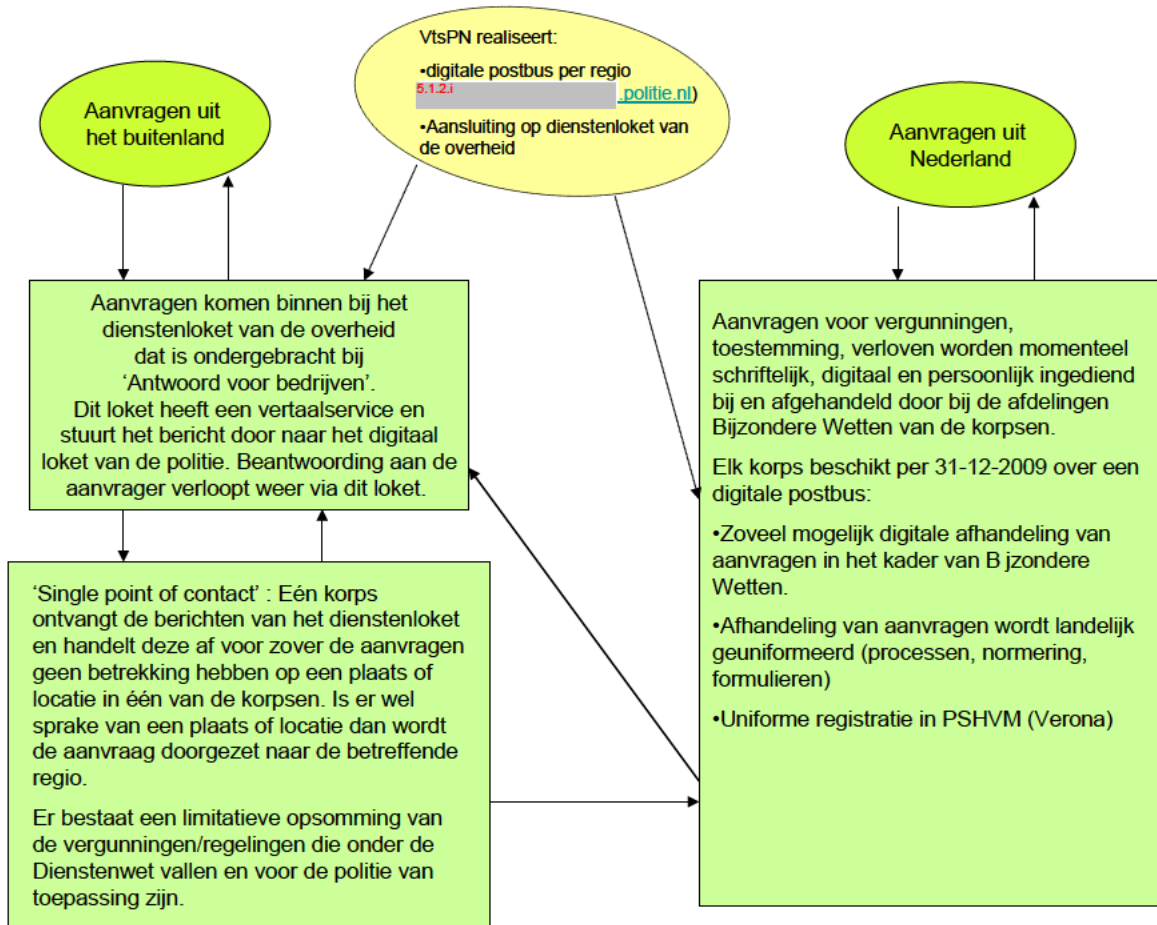 VtsPN realiseert:
•digitale postbus per regio
5.1.2.i .politie.nl)
•Aansluiting op dienstenloket van
de overheid
Aanvragen uit
het buitenland
Aanvragen uit
Nederland
Aanvragen komen binnen bij het
dienstenloket van de overheid
dat is ondergebracht bij
‘Antwoord voor bedrijven’.
Dit loket heeft een vertaalservice en
stuurt het bericht door naar het digitaal
loket van de politie. Beantwoording aan de
aanvrager verloopt weer via dit loket.
‘Single point of contact’ : Eén korps
ontvangt de berichten van het dienstenloket
en handelt deze af voor zover de aanvragen
geen betrekking hebben op een plaats of
locatie in één van de korpsen. Is er wel
sprake van een plaats of locatie dan wordt
de aanvraag doorgezet naar de betreffende
regio.
Er bestaat een limitatieve opsomming van
de vergunningen/regelingen die onder de
Dienstenwet vallen en voor de politie van
toepassing zijn.
Aanvragen voor vergunningen,
toestemming, verloven worden momenteel
schriftelijk, digitaal en persoonlijk ingediend
bij en afgehandeld door bij de afdelingen
Bijzondere Wetten van de korpsen.
Elk korps beschikt per 31-12-2009 over een
digitale postbus:
•Zoveel mogelijk digitale afhandeling van
aanvragen in het kader van B jzondere
Wetten.
•Afhandeling van aanvragen wordt landelijk
geuniformeerd (processen, normering,
formulieren)
•Uniforme registratie in PSHVM (Verona)